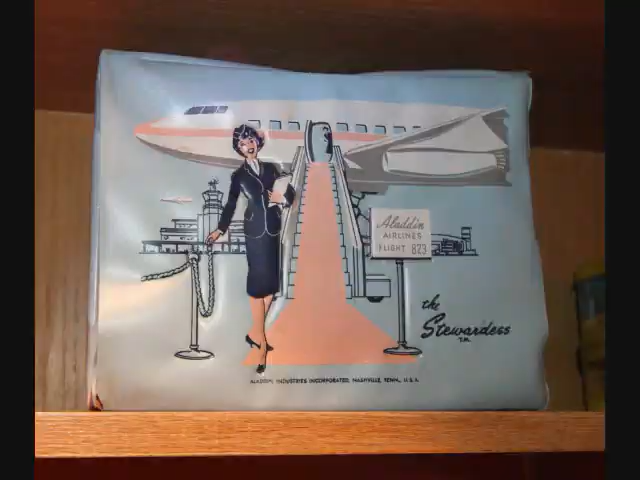 Aladdin
AIRLINES
FLIGHT 823
the
Stewardess
T.M.
ALADDIN INDUSTRIES INCORPORATED, NASHVILLE, TENN., U.S.A.